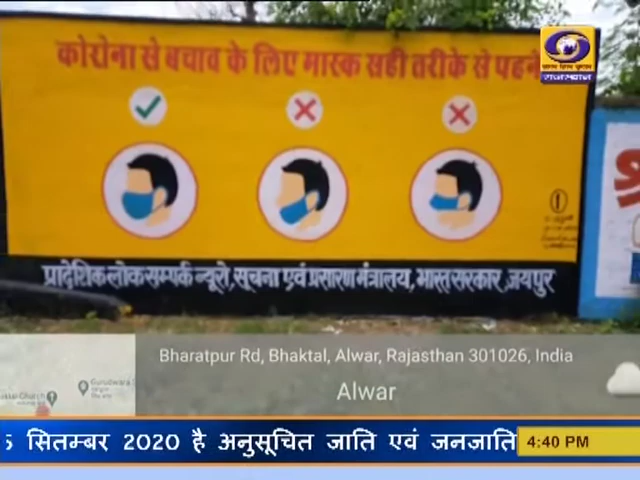 कोरोना से बचाव के लिए मास्क सही तरीके से पहनें
प्रादेशिक लोक सम्पर्क ब्यूरो, सूचना एवं प्रसारण मंत्रालय, भारत सरकार, जयपुर
Bharatpur Rd, Bhaktal, Alwar, Rajasthan 301026, India
Alwar
5 सितम्बर 2020 है अनुसूचित जाति एवं जनजाति
4:40 PM